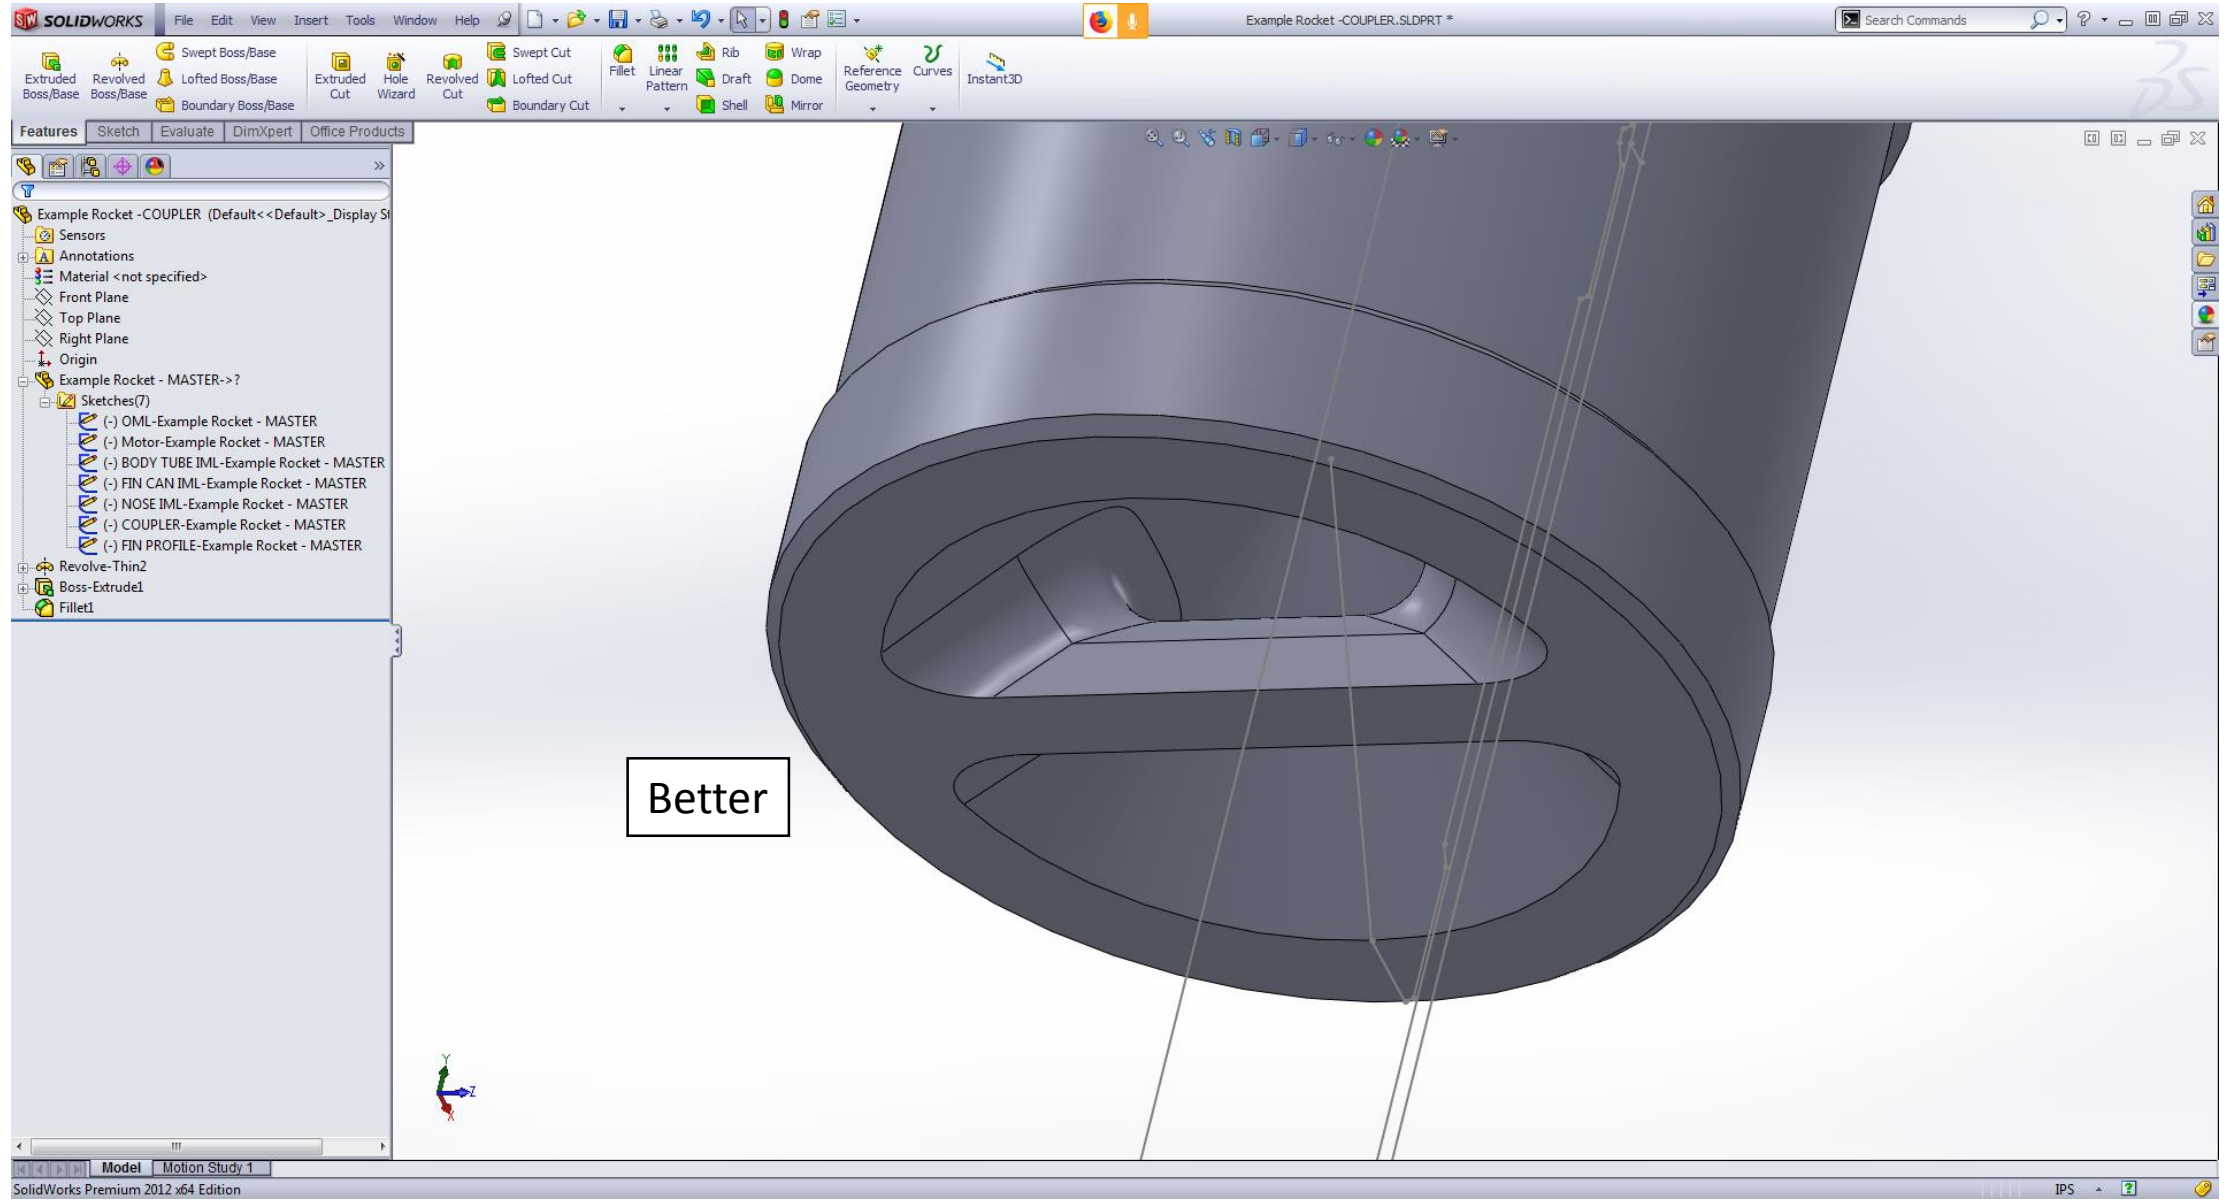 SOLIDWORKS File Edit View Insert Tools Window Help Example Rocket -COUPLER.SLDPRT * Search Commands
Extruded Boss/Base
Revolved Boss/Base
Swept Boss/Base
Lofted Boss/Base
Boundary Boss/Base
Extruded Cut
Hole Wizard
Revolved Cut
Swept Cut
Lofted Cut
Boundary Cut
Fillet
Linear Pattern
Rib
Draft
Shell
Wrap
Dome
Mirror
Reference Geometry
Curves
Instant3D
Features Sketch Evaluate DimXpert Office Products
Example Rocket -COUPLER (Default<<Default>_Display St
Sensors
Annotations
Material <not specified>
Front Plane
Top Plane
Right Plane
Origin
Example Rocket - MASTER->?
Sketches(7)
(-) OML-Example Rocket - MASTER
(-) Motor-Example Rocket - MASTER
(-) BODY TUBE IML-Example Rocket - MASTER
(-) FIN CAN IML-Example Rocket - MASTER
(-) NOSE IML-Example Rocket - MASTER
(-) COUPLER-Example Rocket - MASTER
(-) FIN PROFILE-Example Rocket - MASTER
Revolve-Thin2
Boss-Extrude1
Fillet1
Better
Y
Z
X
Model Motion Study 1
SolidWorks Premium 2012 x64 Edition IPS